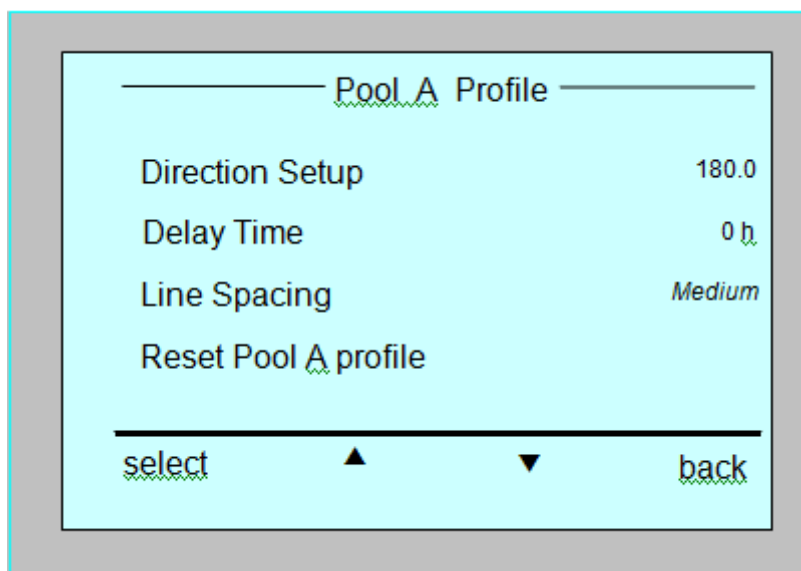 Pool A Profile
Direction Setup 180.0
Delay Time 0 h
Line Spacing Medium
Reset Pool A profile
select ▲ ▼ back